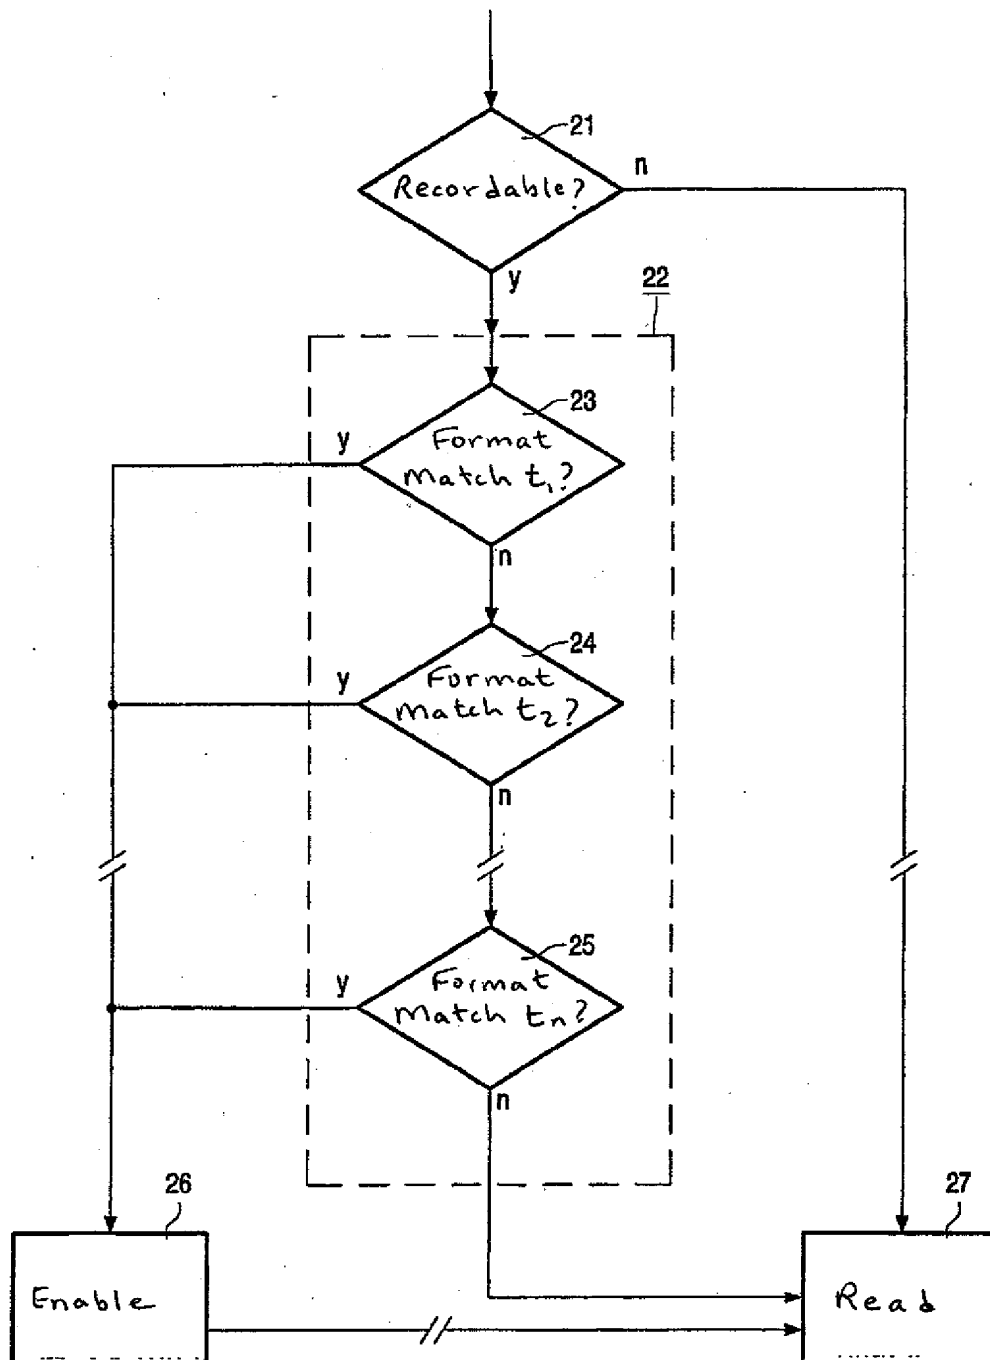 21
Recordable?
n
y
22
23
y
Format
Match t₁?
n
24
y
Format
Match t₂?
n
25
y
Format
Match tₙ?
n
26
27
Enable
Read